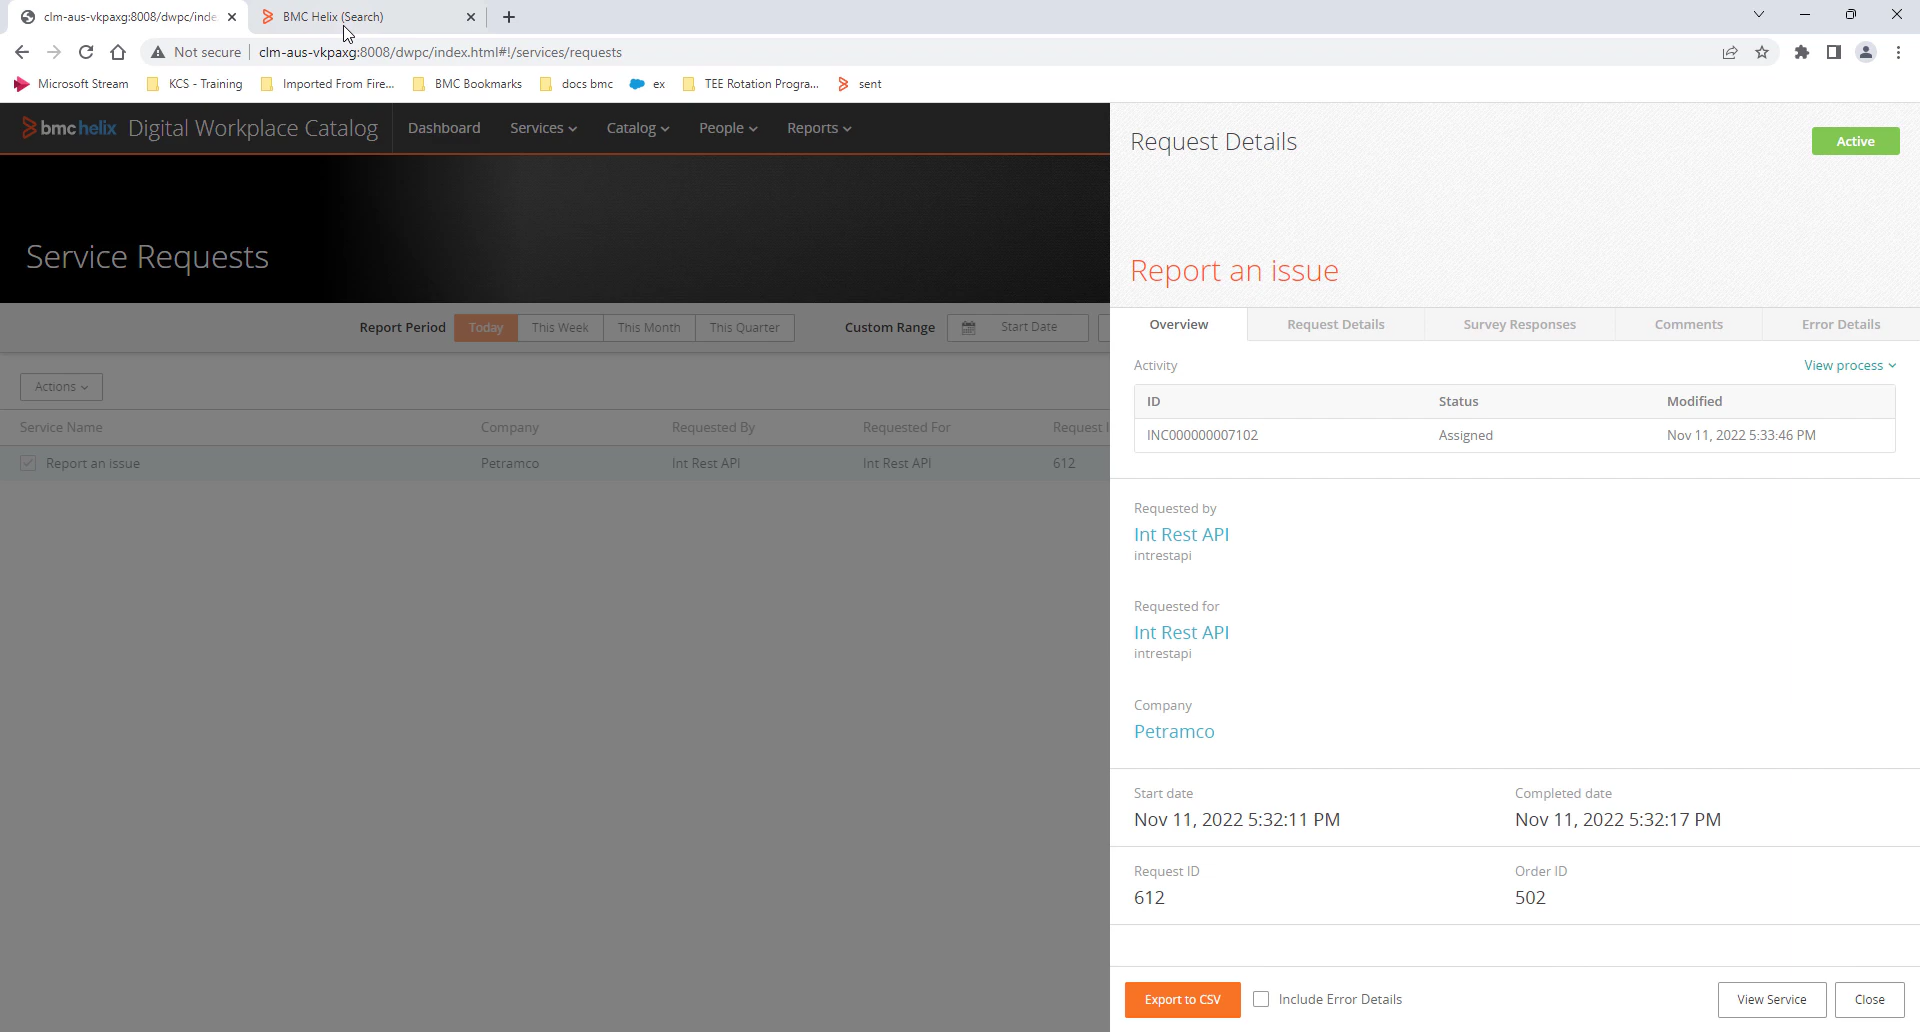 clm-aus-vkpaxg:8008/dwpc/inde
BMC Helix (Search)
Not secure
clm-aus-vkpaxg:8008/dwpc/index.html#!/services/requests
Microsoft Stream
KCS - Training
Imported From Fire...
BMC Bookmarks
docs bmc
ex
TEE Rotation Progra...
sent
bmchelix Digital Workplace Catalog
Dashboard
Services
Catalog
People
Reports
Service Requests
Report Period
Today
This Week
This Month
This Quarter
Custom Range
Start Date
Actions
Service Name Company Requested By Requested For Request I
Report an issue Petramco Int Rest API Int Rest API 612
Request Details
Active
Report an issue
Overview
Request Details
Survey Responses
Comments
Error Details
Activity
View process
ID Status Modified
INC000000007102 Assigned Nov 11, 2022 5:33:46 PM
Requested by
Int Rest API
intrestapi
Requested for
Int Rest API
intrestapi
Company
Petramco
Start date Completed date
Nov 11, 2022 5:32:11 PM Nov 11, 2022 5:32:17 PM
Request ID Order ID
612 502
Export to CSV
Include Error Details
View Service
Close